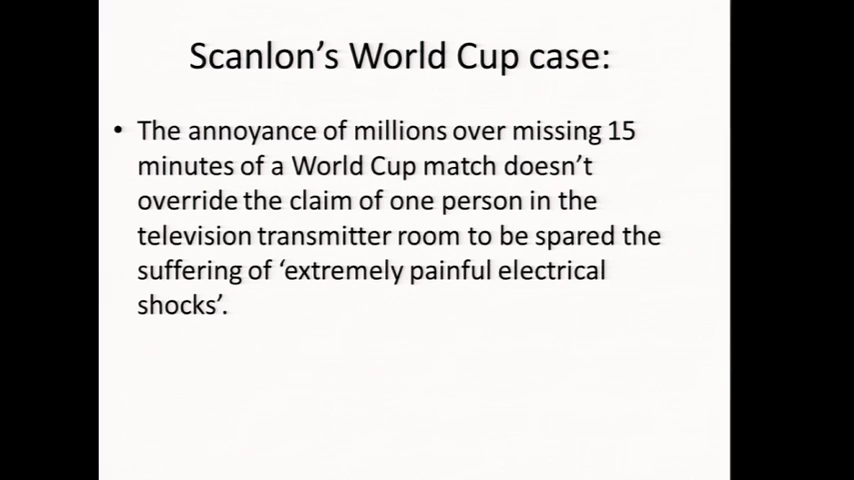 Scanlon’s World Cup case:
• The annoyance of millions over missing 15
minutes of a World Cup match doesn’t
override the claim of one person in the
television transmitter room to be spared the
suffering of ‘extremely painful electrical
shocks’.